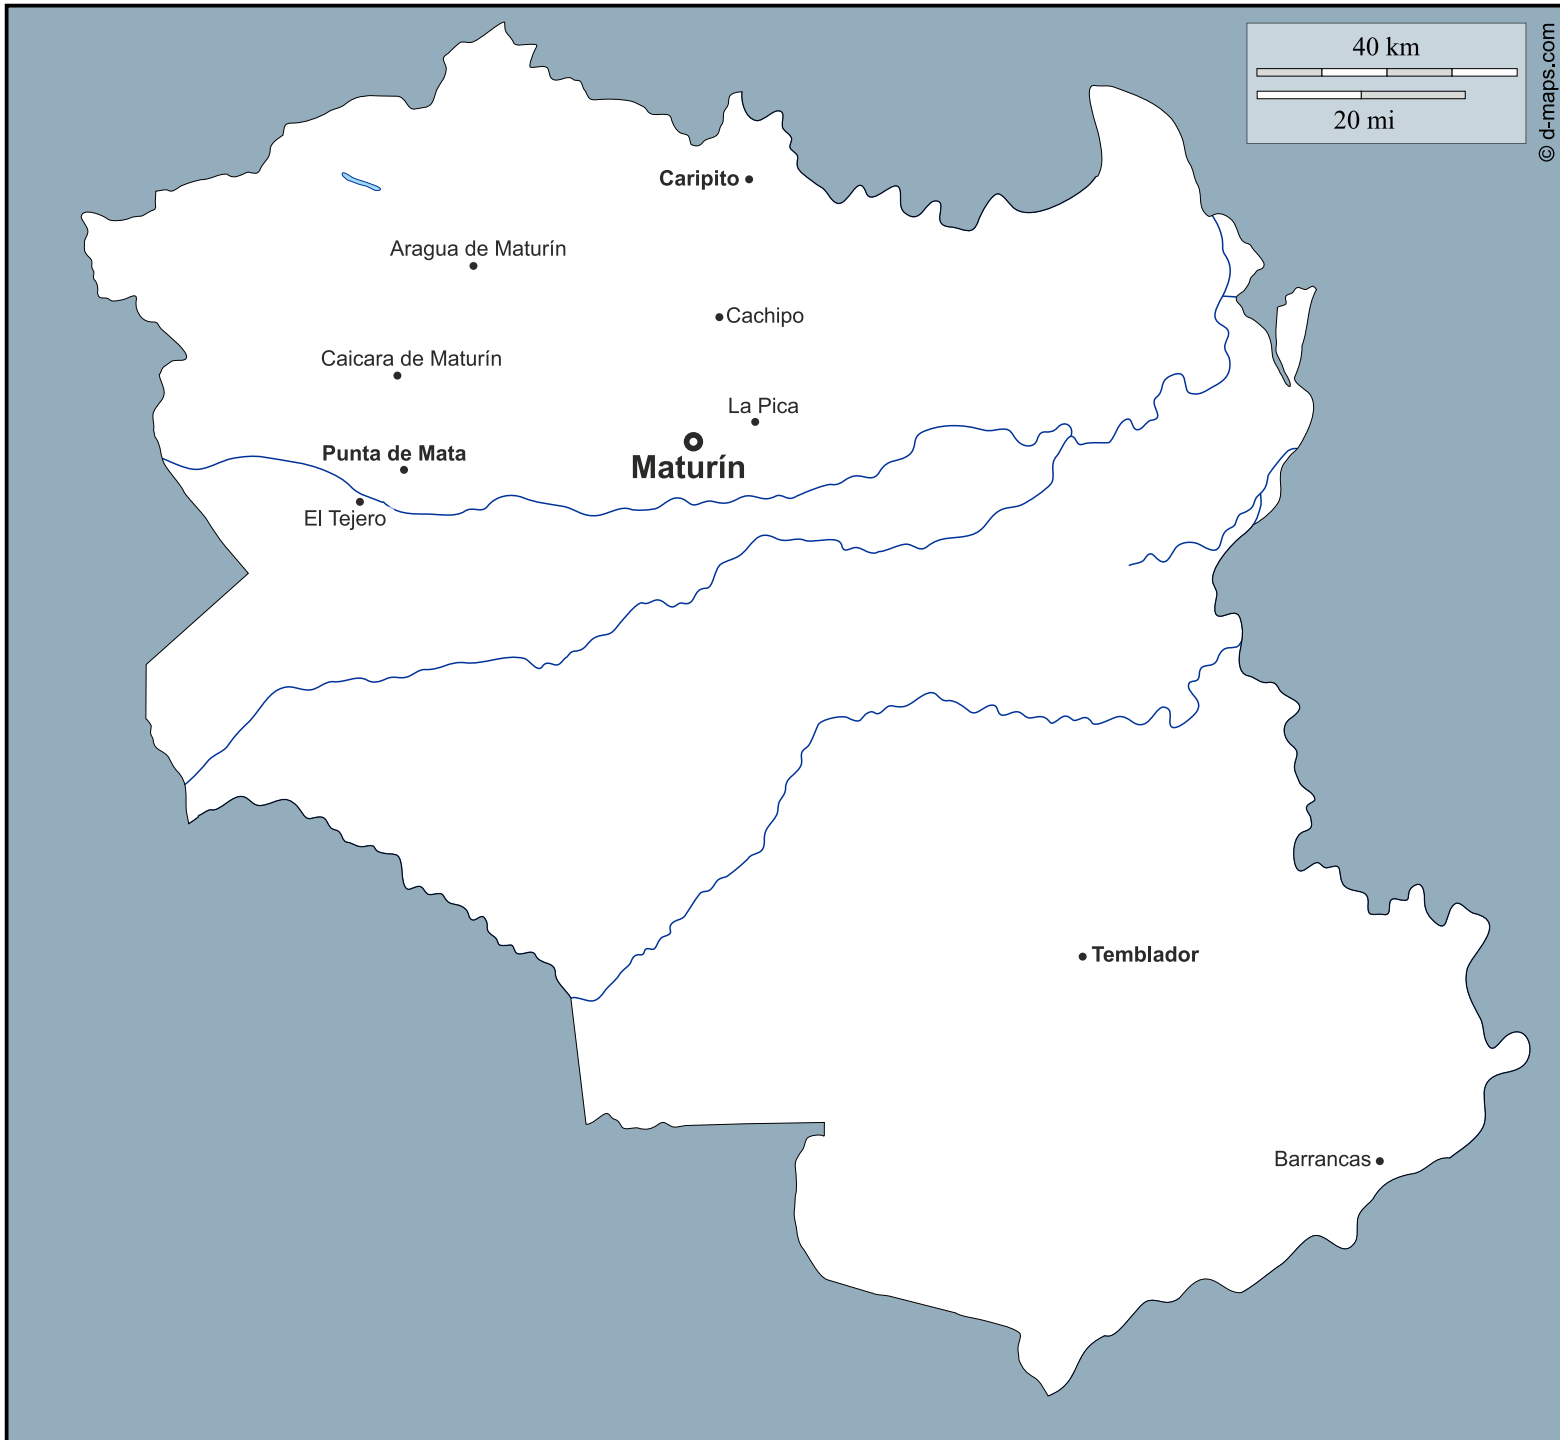 40 km
20 mi
© d-maps.com
Caripito
Aragua de Maturín
Cachipo
Caicara de Maturín
La Pica
Maturín
Punta de Mata
El Tejero
Temblador
Barrancas